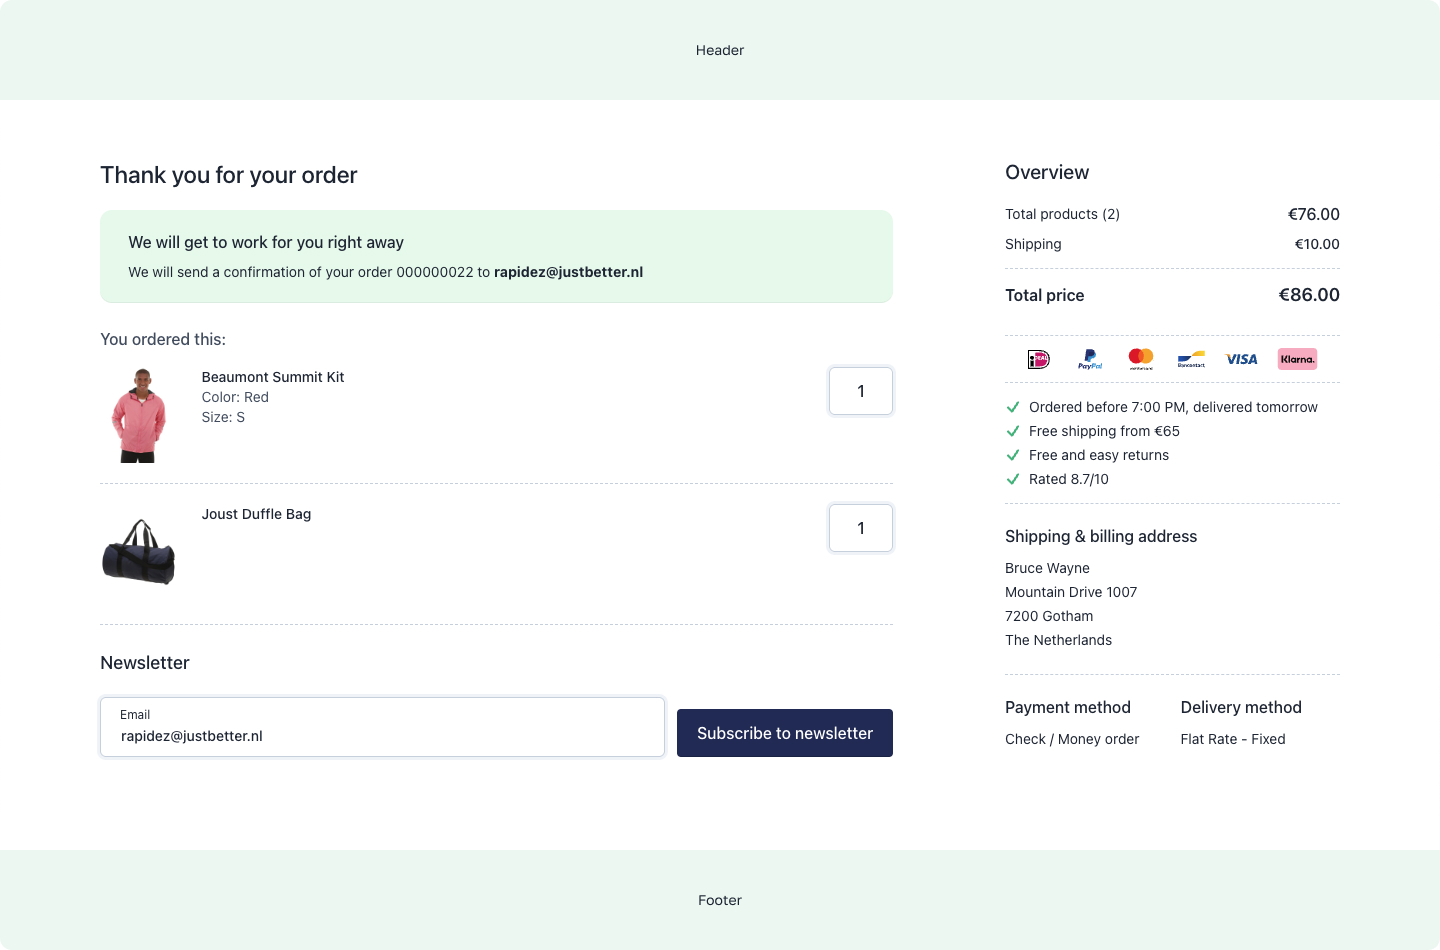 Header
Thank you for your order
We will get to work for you right away
We will send a confirmation of your order 000000022 to rapidez@justbetter.nl
You ordered this:
Beaumont Summit Kit
Color: Red
Size: S
1
Joust Duffle Bag
1
Newsletter
Email
rapidez@justbetter.nl
Subscribe to newsletter
Overview
Total products (2) €76.00
Shipping €10.00
Total price €86.00
iDEAL PayPal mastercard Bancontact VISA Klarna.
Ordered before 7:00 PM, delivered tomorrow
Free shipping from €65
Free and easy returns
Rated 8.7/10
Shipping & billing address
Bruce Wayne
Mountain Drive 1007
7200 Gotham
The Netherlands
Payment method Delivery method
Check / Money order Flat Rate - Fixed
Footer